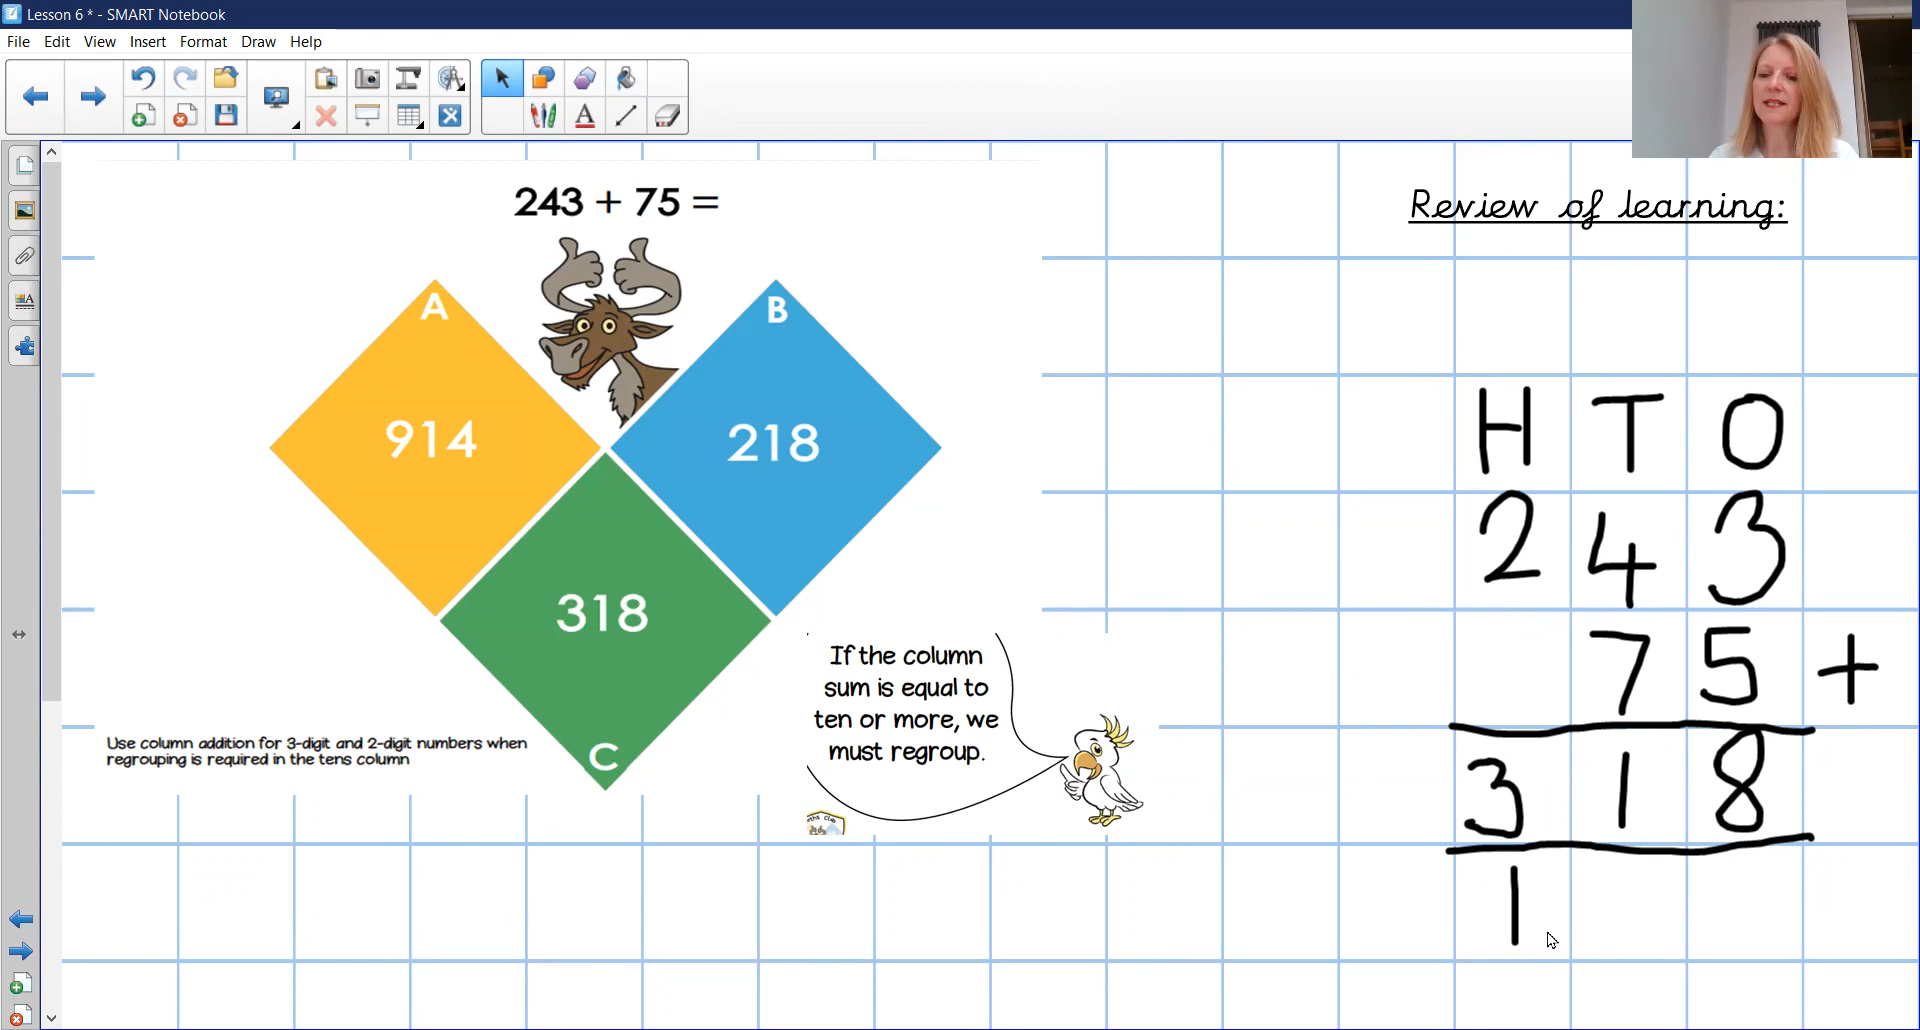 Lesson 6 * - SMART Notebook
File Edit View Insert Format Draw Help
243 + 75 =
Review of learning:
A
B
914
218
318
C
If the column
sum is equal to
ten or more, we
must regroup.
Use column addition for 3-digit and 2-digit numbers when
regrouping is required in the tens column
H T O
2 4 3
7 5 +
3 1 8
1